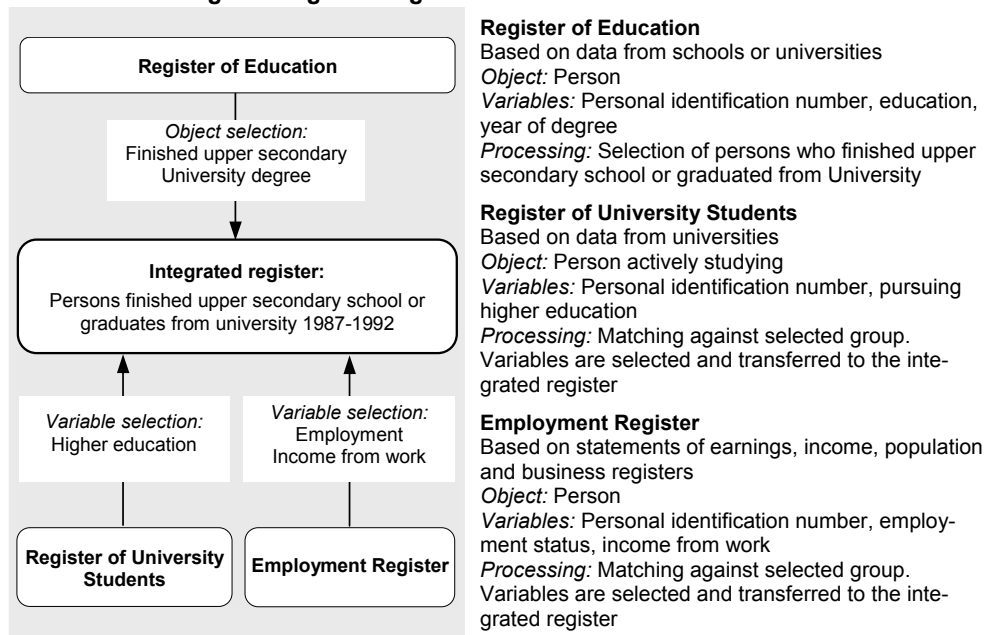 Register of Education
Object selection:
Finished upper secondary
University degree
Integrated register:
Persons finished upper secondary school or
graduates from university 1987-1992
Variable selection:
Higher education
Variable selection:
Employment
Income from work
Register of University
Students
Employment Register
Register of Education
Based on data from schools or universities
Object: Person
Variables: Personal identification number, education,
year of degree
Processing: Selection of persons who finished upper
secondary school or graduated from University
Register of University Students
Based on data from universities
Object: Person actively studying
Variables: Personal identification number, pursuing
higher education
Processing: Matching against selected group.
Variables are selected and transferred to the inte-
grated register
Employment Register
Based on statements of earnings, income, population
and business registers
Object: Person
Variables: Personal identification number, employ-
ment status, income from work
Processing: Matching against selected group.
Variables are selected and transferred to the inte-
grated register